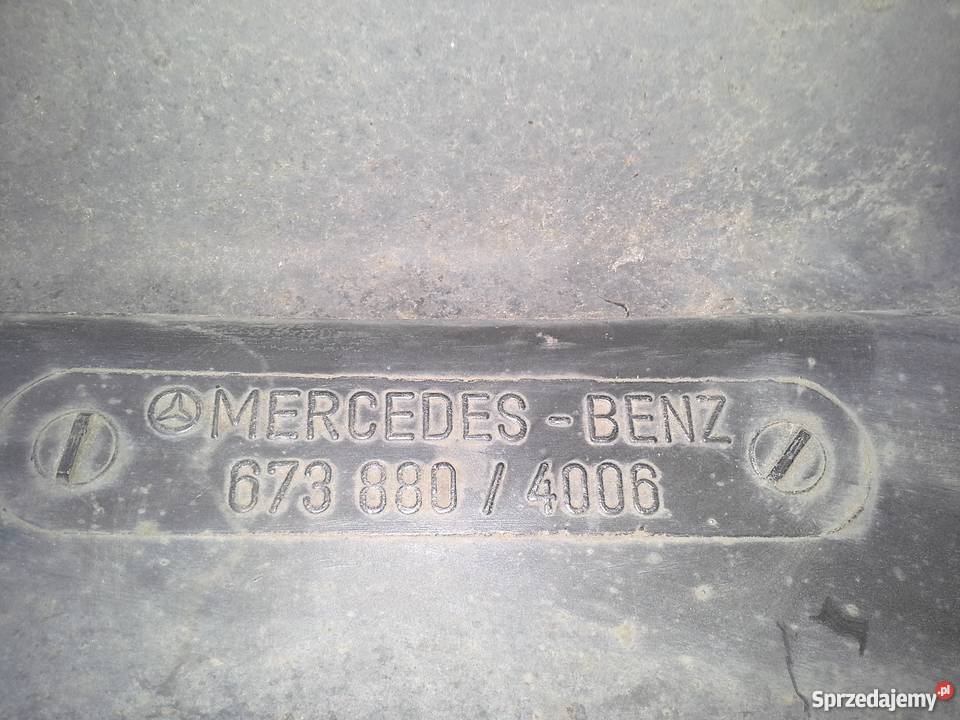 MERCEDES - BENZ
673 880 / 4006
Sprzedajemy.pl